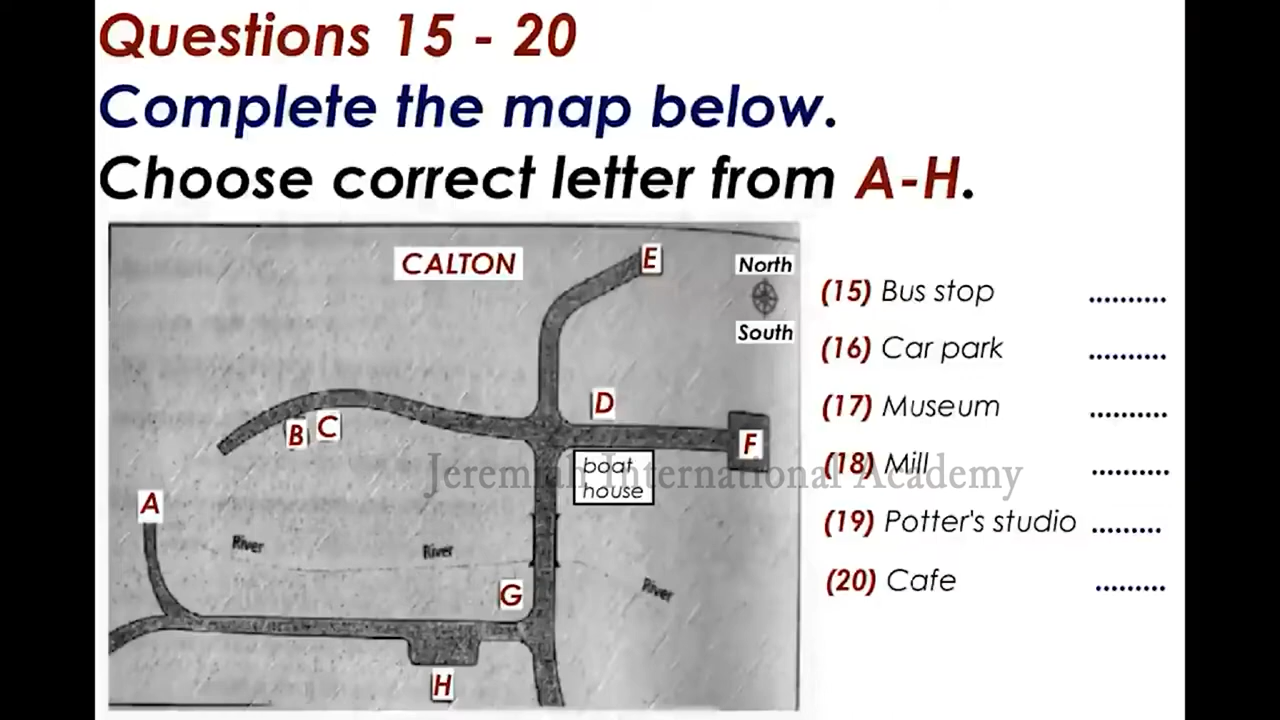 Questions 15 - 20
Complete the map below.
Choose correct letter from A-H.
CALTON
E
North
South
D
B C
F
boat
house
A
River
River
River
G
H
(15) Bus stop ..........
(16) Car park ..........
(17) Museum ..........
(18) Mill ..........
(19) Potter's studio .........
(20) Cafe .........
Jeremiah International Academy